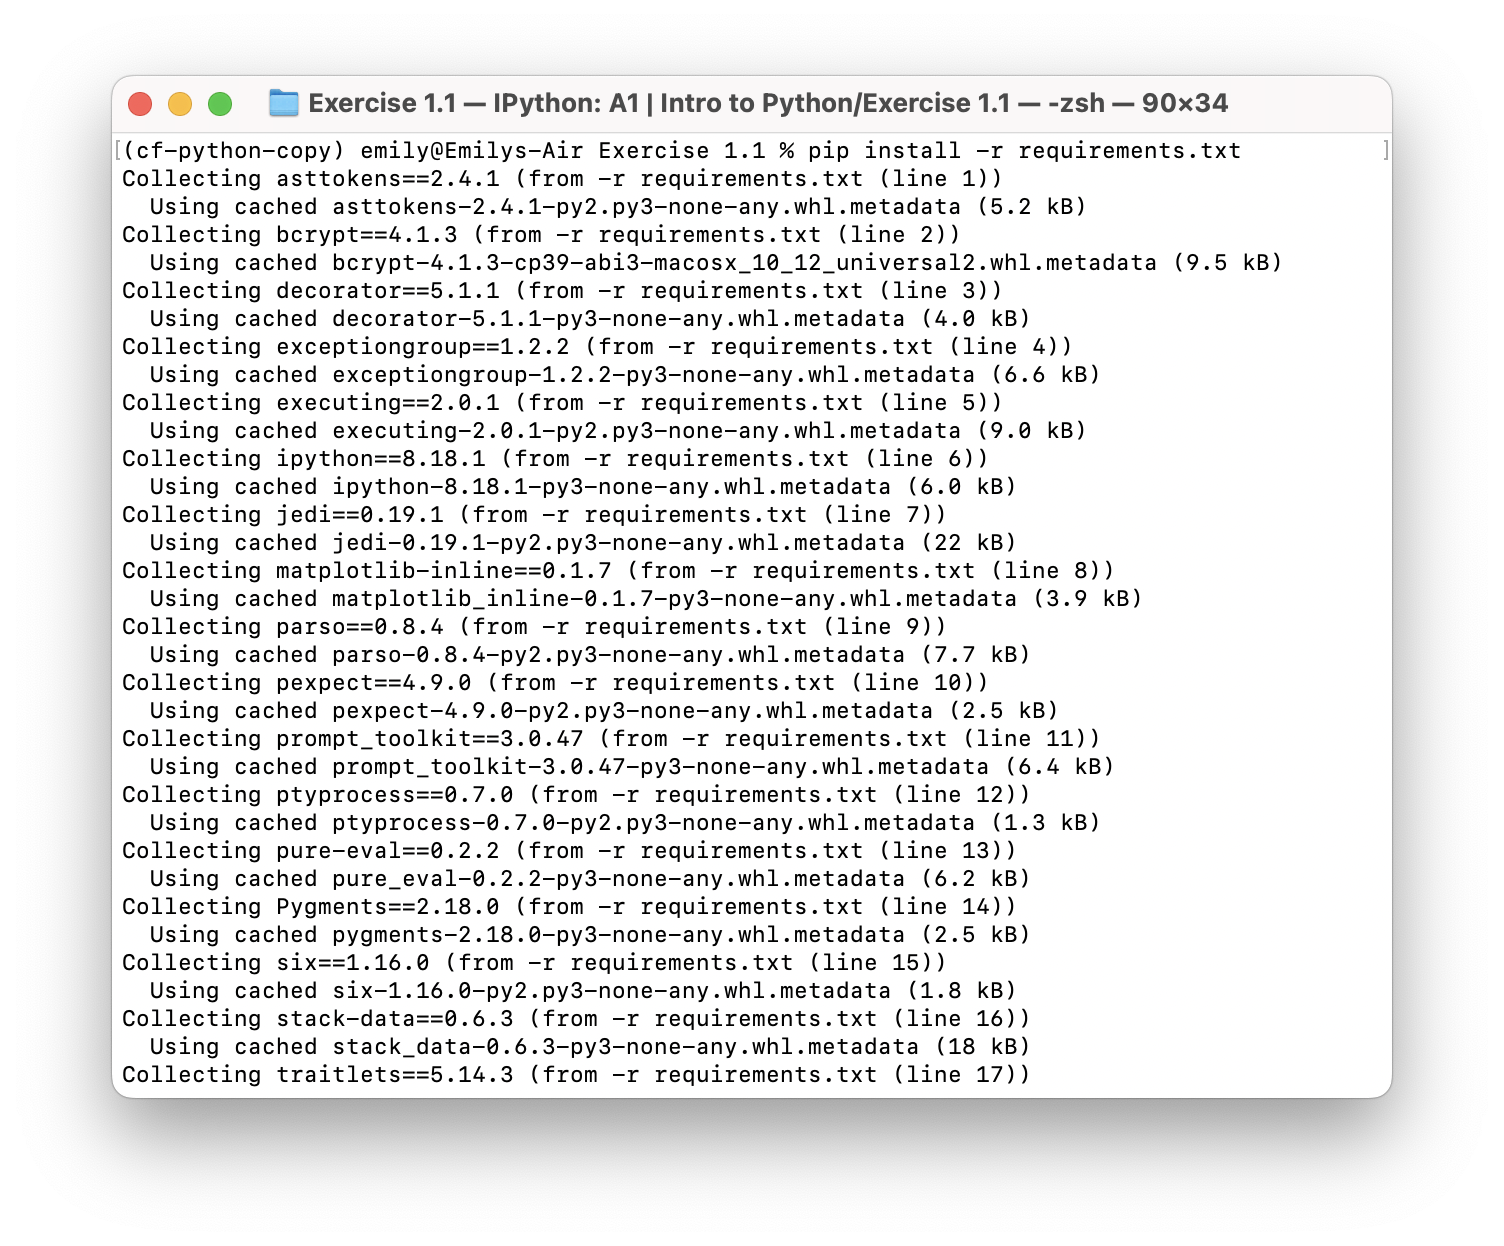 Exercise 1.1 — IPython: A1 | Intro to Python/Exercise 1.1 — -zsh — 90×34
[(cf-python-copy) emily@Emilys-Air Exercise 1.1 % pip install -r requirements.txt ]
Collecting asttokens==2.4.1 (from -r requirements.txt (line 1))
  Using cached asttokens-2.4.1-py2.py3-none-any.whl.metadata (5.2 kB)
Collecting bcrypt==4.1.3 (from -r requirements.txt (line 2))
  Using cached bcrypt-4.1.3-cp39-abi3-macosx_10_12_universal2.whl.metadata (9.5 kB)
Collecting decorator==5.1.1 (from -r requirements.txt (line 3))
  Using cached decorator-5.1.1-py3-none-any.whl.metadata (4.0 kB)
Collecting exceptiongroup==1.2.2 (from -r requirements.txt (line 4))
  Using cached exceptiongroup-1.2.2-py3-none-any.whl.metadata (6.6 kB)
Collecting executing==2.0.1 (from -r requirements.txt (line 5))
  Using cached executing-2.0.1-py2.py3-none-any.whl.metadata (9.0 kB)
Collecting ipython==8.18.1 (from -r requirements.txt (line 6))
  Using cached ipython-8.18.1-py3-none-any.whl.metadata (6.0 kB)
Collecting jedi==0.19.1 (from -r requirements.txt (line 7))
  Using cached jedi-0.19.1-py2.py3-none-any.whl.metadata (22 kB)
Collecting matplotlib-inline==0.1.7 (from -r requirements.txt (line 8))
  Using cached matplotlib_inline-0.1.7-py3-none-any.whl.metadata (3.9 kB)
Collecting parso==0.8.4 (from -r requirements.txt (line 9))
  Using cached parso-0.8.4-py2.py3-none-any.whl.metadata (7.7 kB)
Collecting pexpect==4.9.0 (from -r requirements.txt (line 10))
  Using cached pexpect-4.9.0-py2.py3-none-any.whl.metadata (2.5 kB)
Collecting prompt_toolkit==3.0.47 (from -r requirements.txt (line 11))
  Using cached prompt_toolkit-3.0.47-py3-none-any.whl.metadata (6.4 kB)
Collecting ptyprocess==0.7.0 (from -r requirements.txt (line 12))
  Using cached ptyprocess-0.7.0-py2.py3-none-any.whl.metadata (1.3 kB)
Collecting pure-eval==0.2.2 (from -r requirements.txt (line 13))
  Using cached pure_eval-0.2.2-py3-none-any.whl.metadata (6.2 kB)
Collecting Pygments==2.18.0 (from -r requirements.txt (line 14))
  Using cached pygments-2.18.0-py3-none-any.whl.metadata (2.5 kB)
Collecting six==1.16.0 (from -r requirements.txt (line 15))
  Using cached six-1.16.0-py2.py3-none-any.whl.metadata (1.8 kB)
Collecting stack-data==0.6.3 (from -r requirements.txt (line 16))
  Using cached stack_data-0.6.3-py3-none-any.whl.metadata (18 kB)
Collecting traitlets==5.14.3 (from -r requirements.txt (line 17))